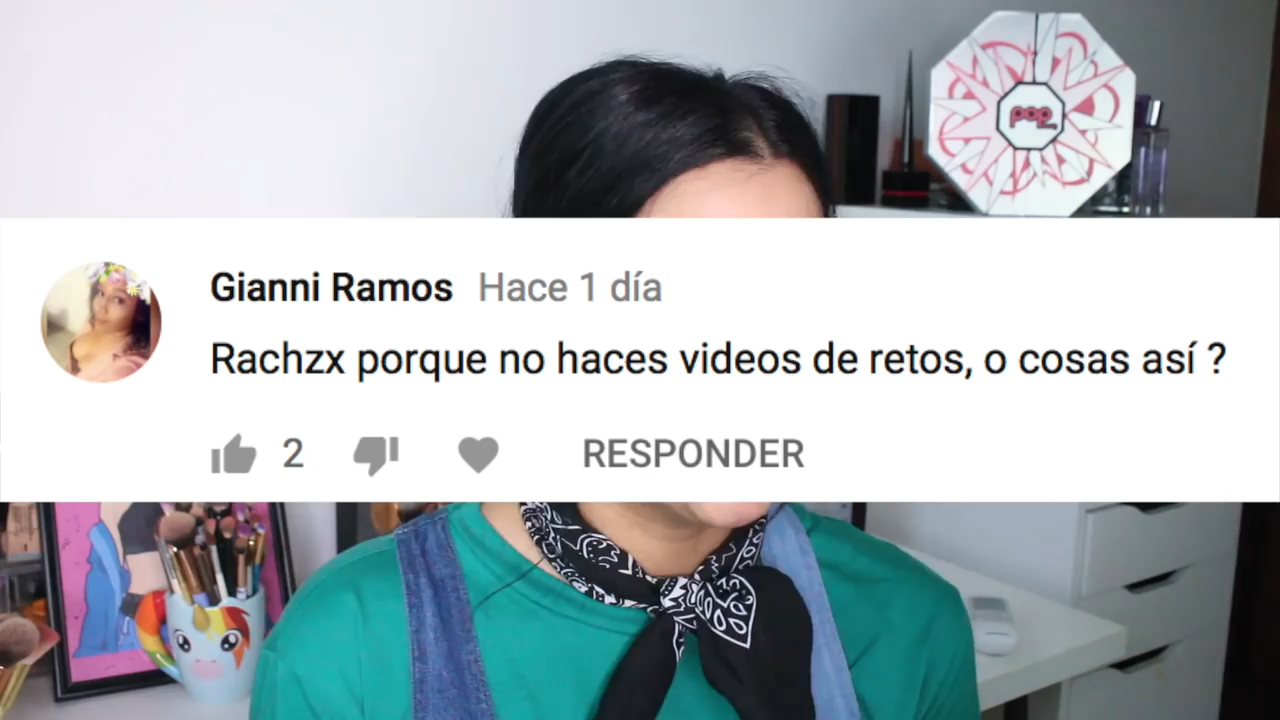 pop
Gianni Ramos Hace 1 día
Rachzx porque no haces videos de retos, o cosas así ?
2
RESPONDER